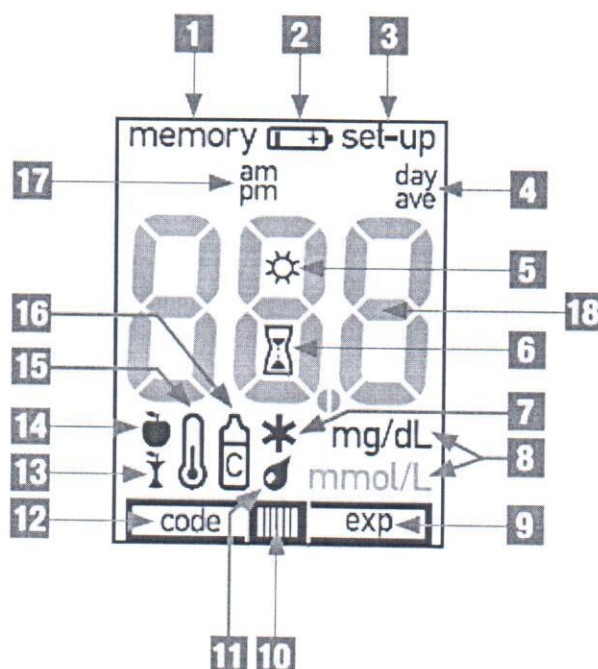 1 2 3
memory set-up
17 am day 4
pm ave
5
16 18
6
15
7
14 mg/dL 8
13 C mmol/L
12 code exp 9
11 10